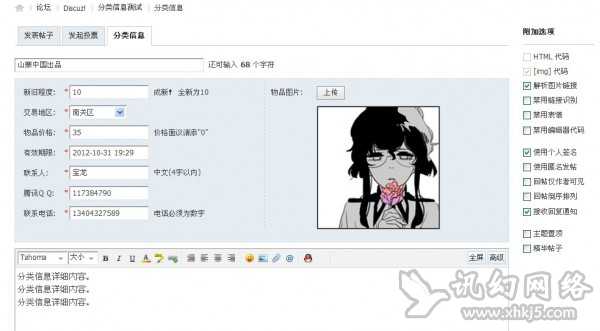 论坛 › Discuz! › 分类信息测试 › 分类信息
发表帖子 发起投票 分类信息
山寨中国出品 还可输入 68 个字符
新旧程度: * 10 成新! 全新为10
物品图片: 上传
交易地区: * 南关区
物品价格: * 35 价格面议请添"0"
有效期限: * 2012-10-31 19:29
联系人: * 宝龙 中文(4字以内)
腾讯Q Q: * 117384790
联系电话: * 13404327589 电话必须为数字
Tahoma 大小 B I U A 全屏 高级
分类信息详细内容。
分类信息详细内容。
分类信息详细内容。
附加选项
HTML 代码
[img] 代码
解析图片链接
禁用链接识别
禁用表情
禁用编辑器代码
使用个人签名
使用匿名发帖
回帖仅作者可见
回帖倒序排列
接收回复通知
主题置顶
精华帖子
讯幻网络
www.xhkj5.com